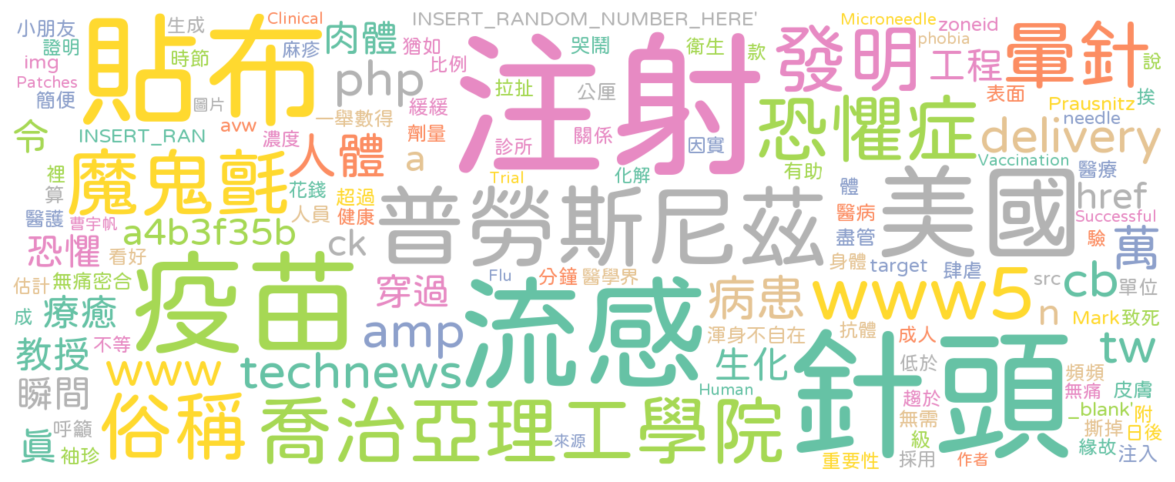 小朋友
生成
Clinical
INSERT_RANDOM_NUMBER_HERE'
Microneedle
zoneid
證明
時節
貼布
麻疹
肉體
猶如
哭鬧
衛生
款
phobia
發明
工程
暈針
說
img
Patches
php
比例
注射
簡便
圖片
緩緩
拉扯
公厘
表面
挨
令
INSERT_RAN
avw
一舉數得
濃度
劑量
恐懼症
Prausnitz
needle
delivery
魔鬼氈
人體
a
診所
關係
因實
Vaccination
裡
算
花錢
超過
Trial
化解
有助
醫療
醫護
曹宇帆
人員
健康
普勞斯尼茲
體
醫病
美國
href
Successful
恐懼
看好
a4b3f35b
ck
盡管
驗
萬
估計
無痛密合
疫苗
穿過
Flu
分鐘
醫學界
身體
target
肆虐
src
單位
cb
成
療癒
流感
病患
www5
n
Mark
致死
教授
不等
amp
渾身不自在
抗體
成人
tw
www
technews
生化
低於
針頭
頻頻
瞬間
Human
趨於
無痛
皮膚
俗稱
喬治亞理工學院
無需
_blank'
附
真
呼籲
來源
級
撕掉
日後
袖珍
重要性
採用
作者
緣故
注入